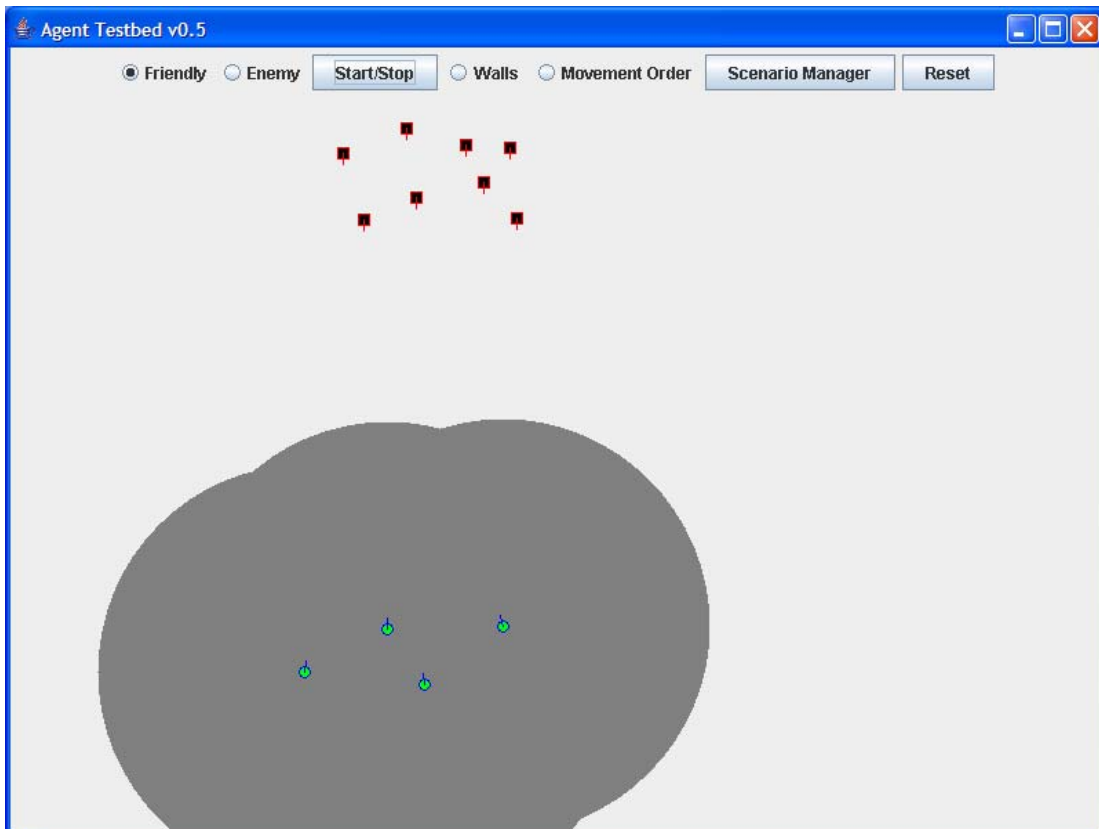 Agent Testbed v0.5
Friendly Enemy Start/Stop Walls Movement Order Scenario Manager Reset